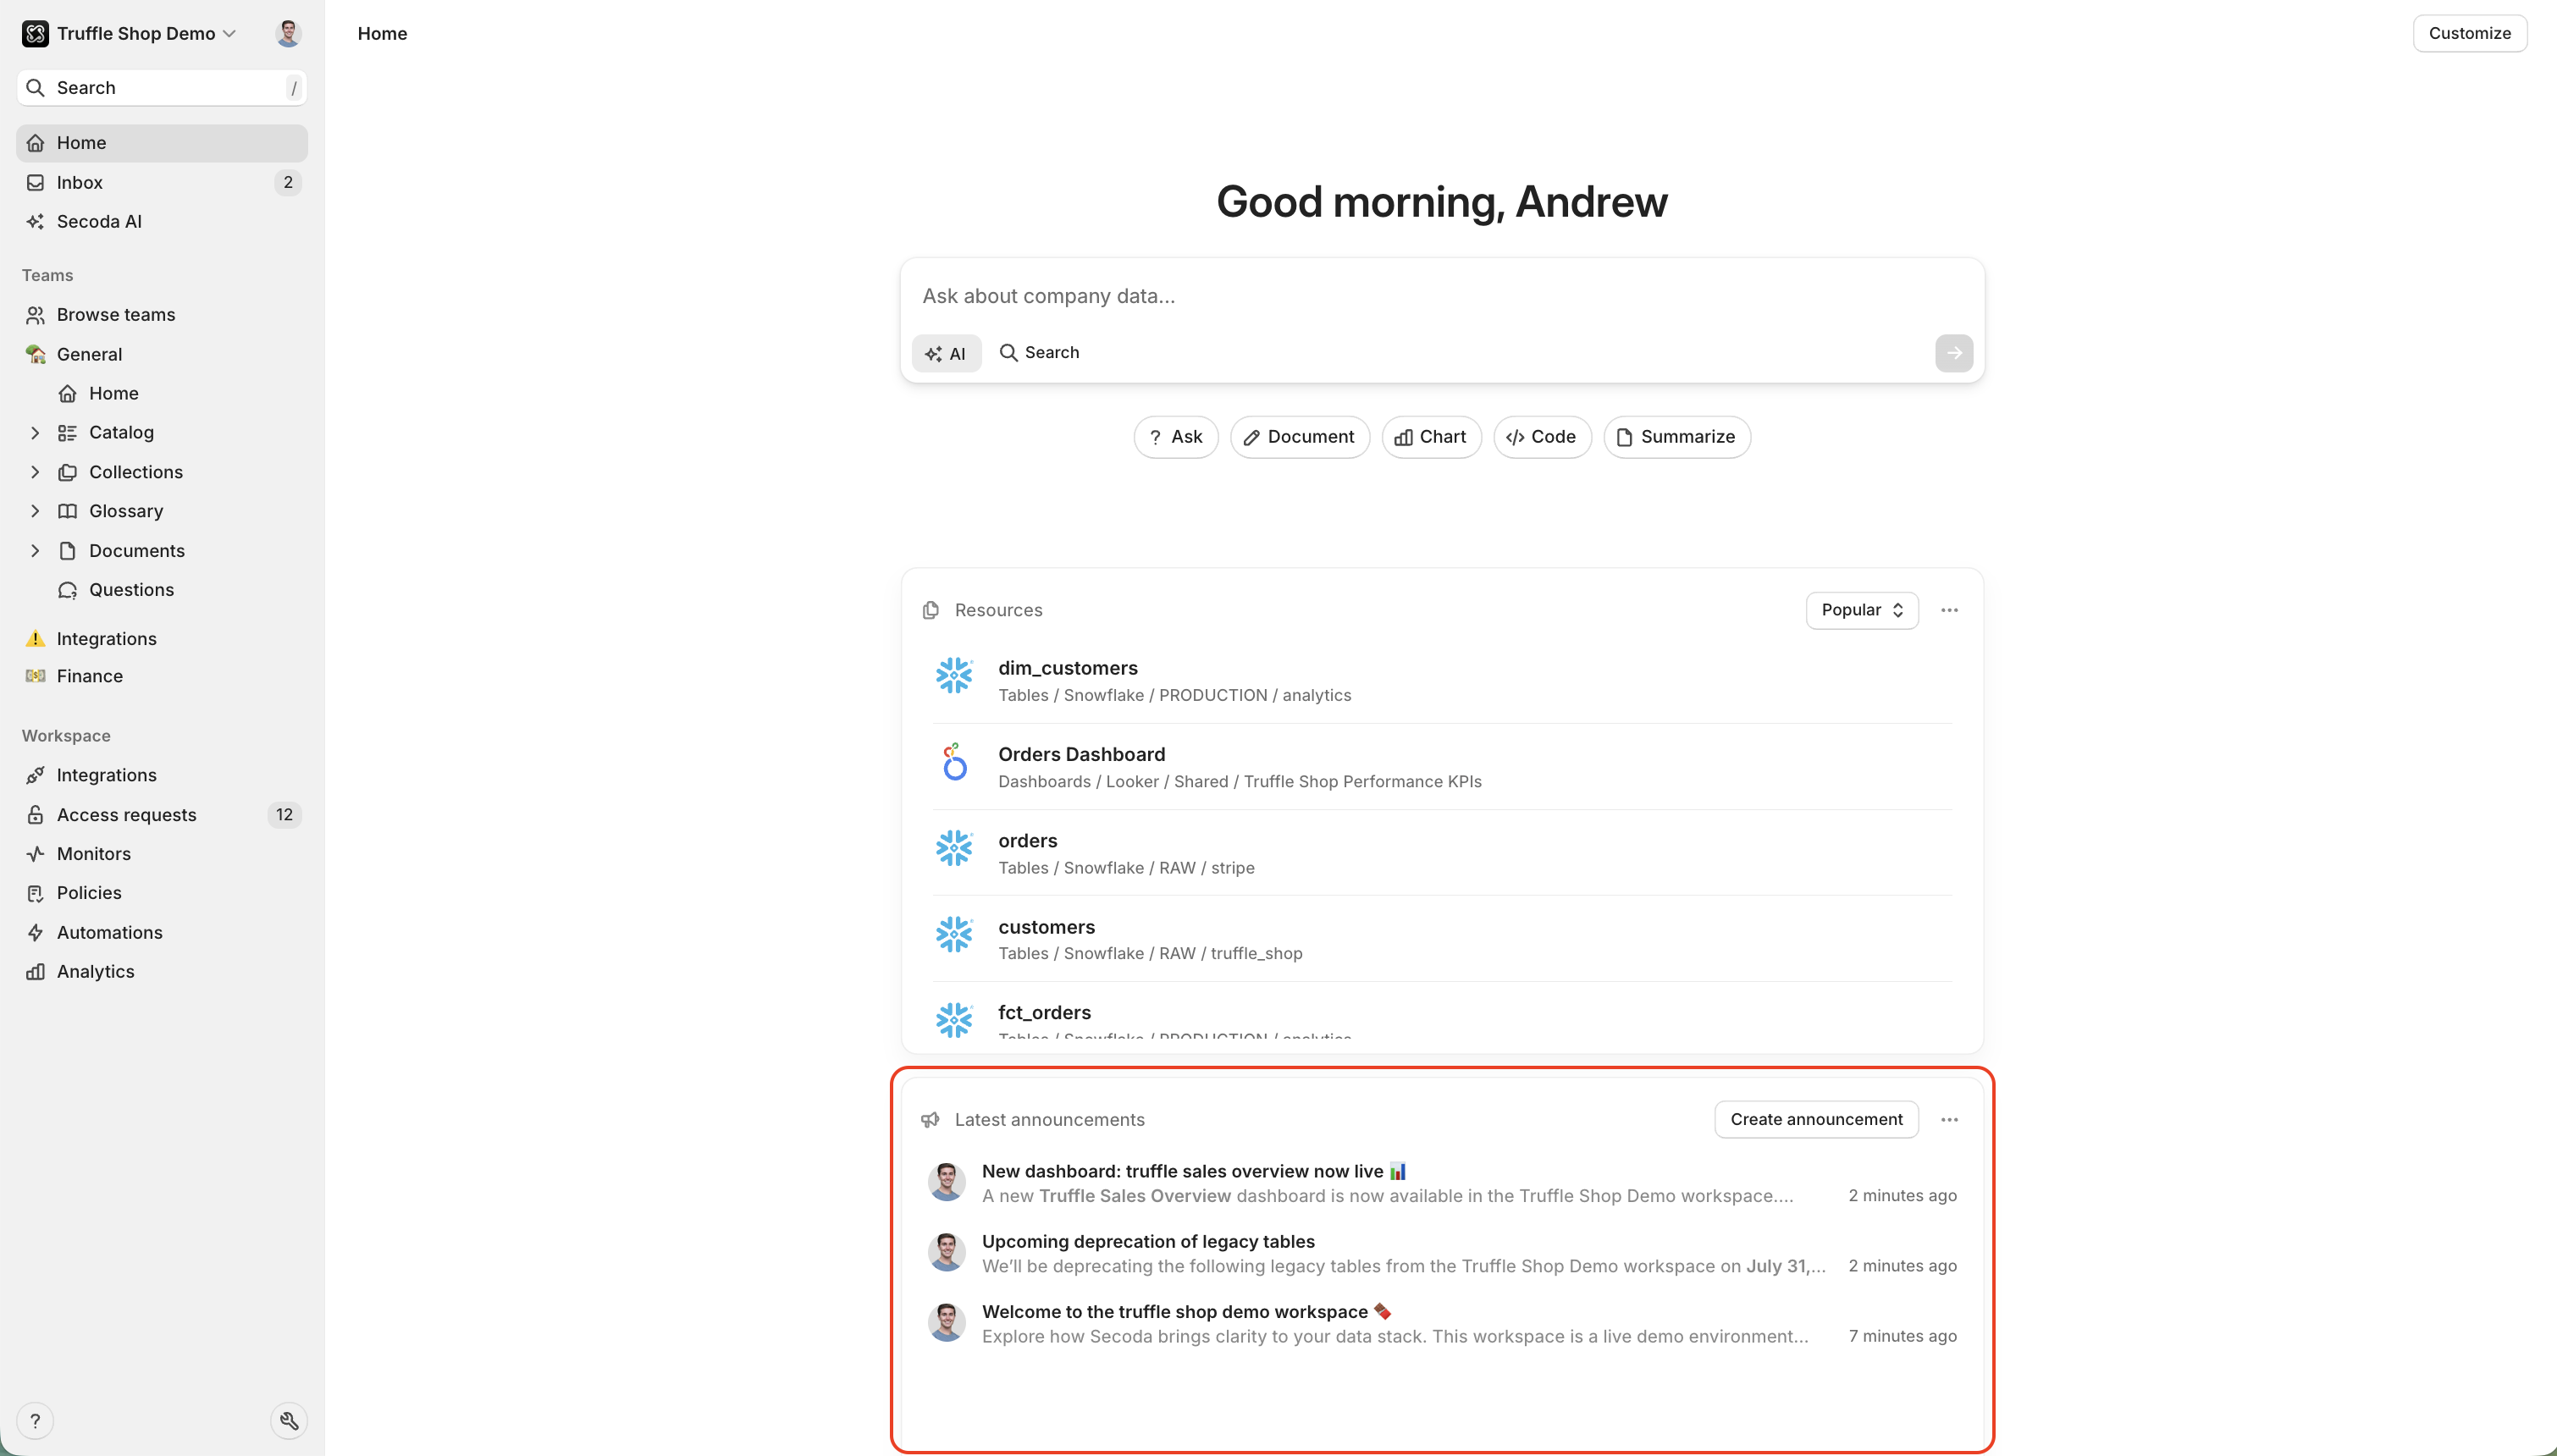 Truffle Shop Demo
Search /
Home
Inbox 2
Secoda AI
Teams
Browse teams
General
Home
Catalog
Collections
Glossary
Documents
Questions
Integrations
Finance
Workspace
Integrations
Access requests 12
Monitors
Policies
Automations
Analytics
?
Home
Customize
Good morning, Andrew
Ask about company data...
AI Search
? Ask Document Chart Code Summarize
Resources Popular
dim_customers
Tables / Snowflake / PRODUCTION / analytics
Orders Dashboard
Dashboards / Looker / Shared / Truffle Shop Performance KPIs
orders
Tables / Snowflake / RAW / stripe
customers
Tables / Snowflake / RAW / truffle_shop
fct_orders
Tables / Snowflake / PRODUCTION / analytics
Latest announcements Create announcement
New dashboard: truffle sales overview now live
A new Truffle Sales Overview dashboard is now available in the Truffle Shop Demo workspace.... 2 minutes ago
Upcoming deprecation of legacy tables
We’ll be deprecating the following legacy tables from the Truffle Shop Demo workspace on July 31,... 2 minutes ago
Welcome to the truffle shop demo workspace
Explore how Secoda brings clarity to your data stack. This workspace is a live demo environment... 7 minutes ago